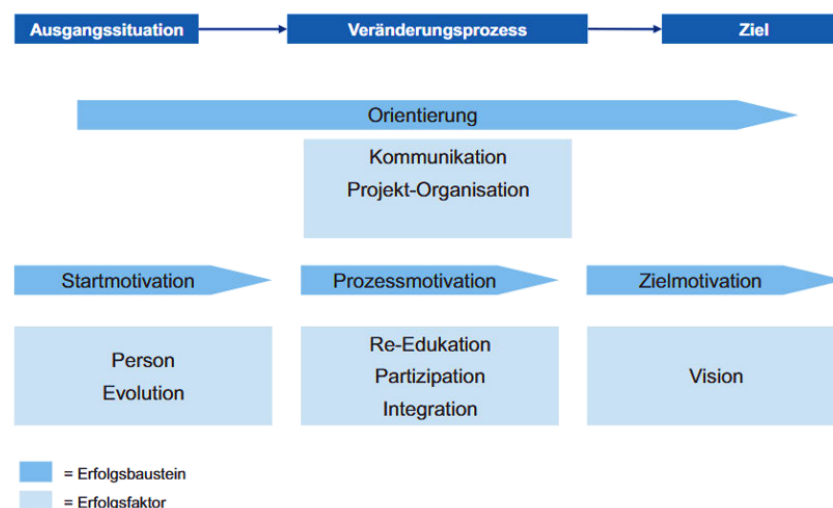 Ausgangssituation
Veränderungsprozess
Ziel
Orientierung
Kommunikation
Projekt-Organisation
Startmotivation
Prozessmotivation
Zielmotivation
Person
Evolution
Re-Edukation
Partizipation
Integration
Vision
= Erfolgsbaustein
= Erfolgsfaktor